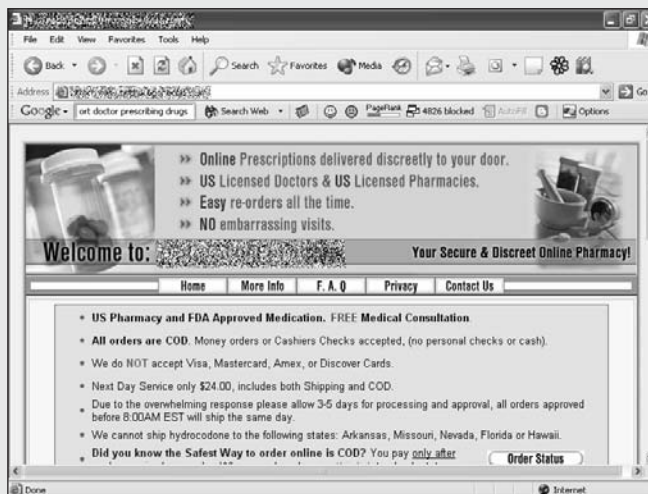 File Edit View Favorites Tools Help
Back Search Favorites Media
Address Go
Google ort doctor prescribing drugs Search Web PageRank 4826 blocked AutoFill Options
>> Online Prescriptions delivered discreetly to your door.
>> US Licensed Doctors & US Licensed Pharmacies.
>> Easy re-orders all the time.
>> NO embarrassing visits.
Welcome to: Your Secure & Discreet Online Pharmacy!
Home More Info F. A. Q Privacy Contact Us
US Pharmacy and FDA Approved Medication. FREE Medical Consultation.
All orders are COD. Money orders or Cashiers Checks accepted, (no personal checks or cash).
We do NOT accept Visa, Mastercard, Amex, or Discover Cards.
Next Day Service only $24.00, includes both Shipping and COD.
Due to the overwhelming response please allow 3-5 days for processing and approval, all orders approved
before 8:00AM EST will ship the same day.
We cannot ship hydrocodone to the following states: Arkansas, Missouri, Nevada, Florida or Hawaii.
Did you know the Safest Way to order online is COD? You pay only after
Order Status
Done Internet